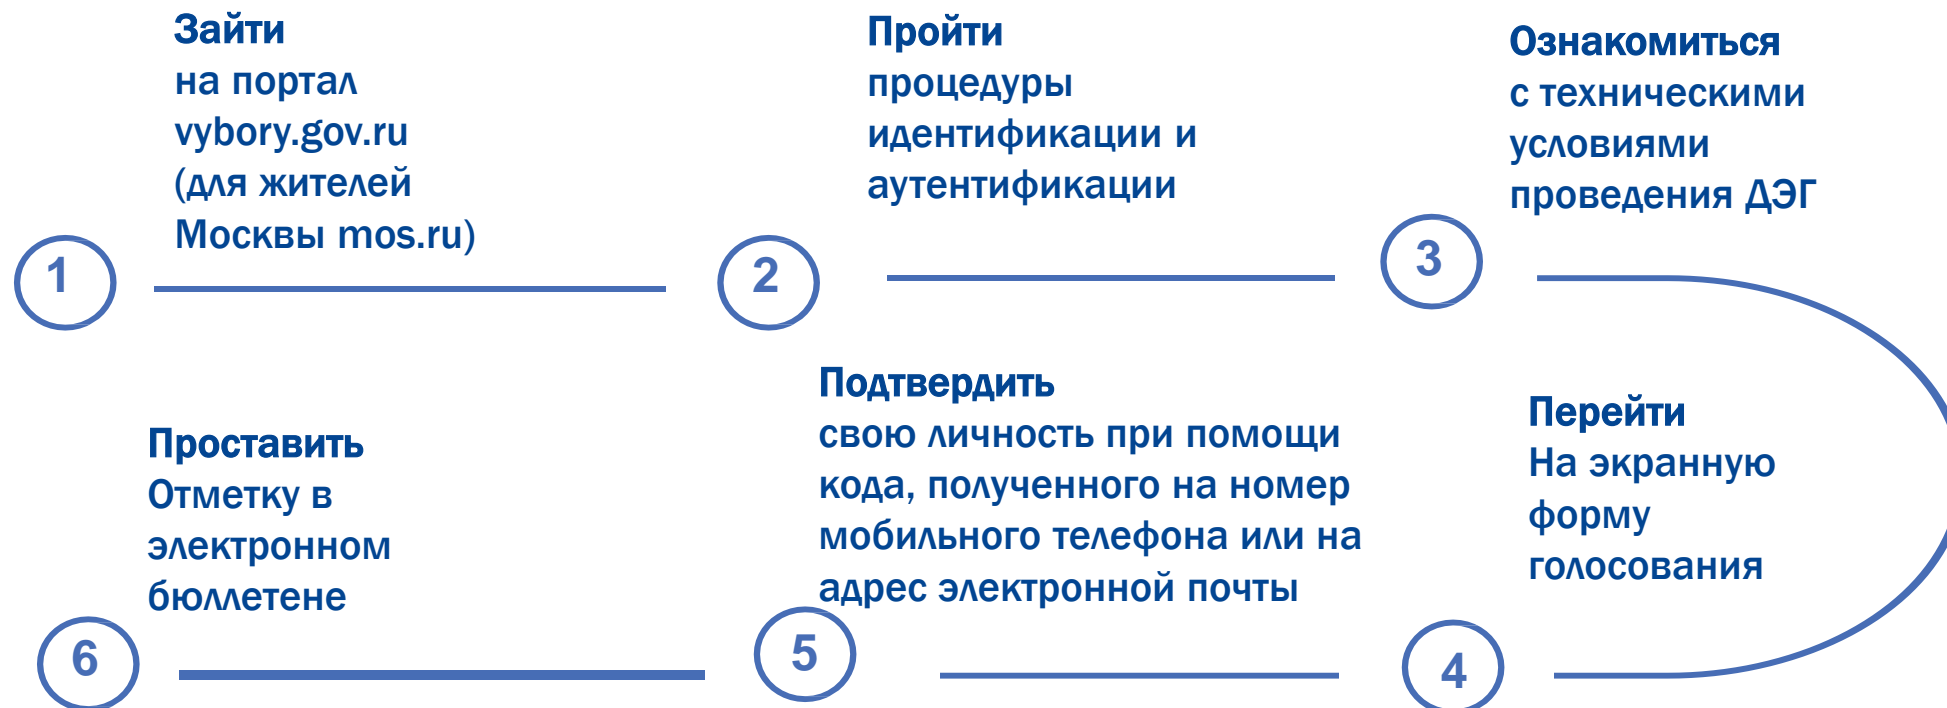 Зайти
на портал
vybory.gov.ru
(для жителей
Москвы mos.ru)
1
Пройти
процедуры
идентификации и
аутентификации
2
Ознакомиться
с техническими
условиями
проведения ДЭГ
3
Перейти
На экранную
форму
голосования
4
Подтвердить
свою личность при помощи
кода, полученного на номер
мобильного телефона или на
адрес электронной почты
5
Проставить
Отметку в
электронном
бюллетене
6